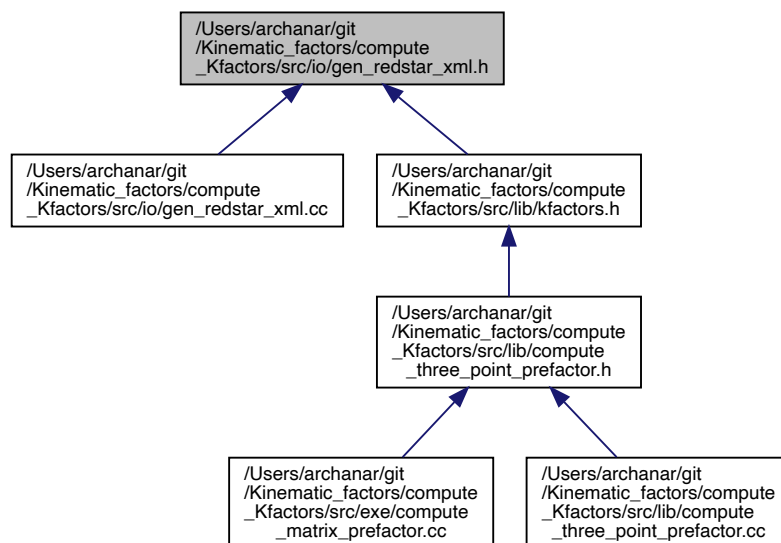 /Users/archanar/git
/Kinematic_factors/compute
_Kfactors/src/io/gen_redstar_xml.h
/Users/archanar/git
/Kinematic_factors/compute
_Kfactors/src/io/gen_redstar_xml.cc
/Users/archanar/git
/Kinematic_factors/compute
_Kfactors/src/lib/kfactors.h
/Users/archanar/git
/Kinematic_factors/compute
_Kfactors/src/lib/compute
_three_point_prefactor.h
/Users/archanar/git
/Kinematic_factors/compute
_Kfactors/src/exe/compute
_matrix_prefactor.cc
/Users/archanar/git
/Kinematic_factors/compute
_Kfactors/src/lib/compute
_three_point_prefactor.cc